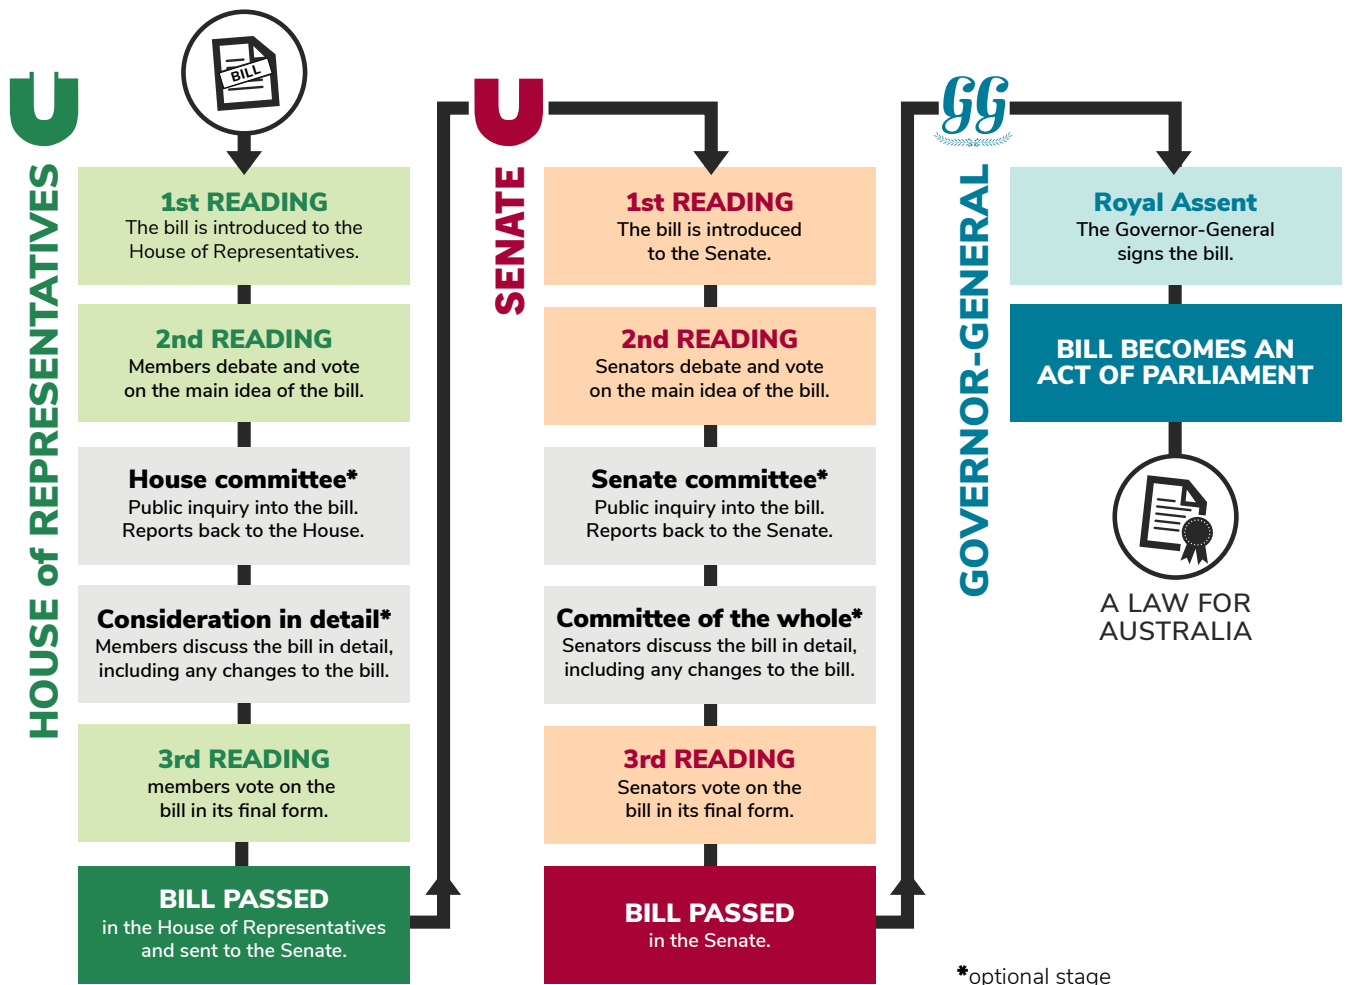 BILL
HOUSE of REPRESENTATIVES
1st READING
The bill is introduced to the
House of Representatives.
2nd READING
Members debate and vote
on the main idea of the bill.
House committee*
Public inquiry into the bill.
Reports back to the House.
Consideration in detail*
Members discuss the bill in detail,
including any changes to the bill.
3rd READING
members vote on the
bill in its final form.
BILL PASSED
in the House of Representatives
and sent to the Senate.
SENATE
1st READING
The bill is introduced
to the Senate.
2nd READING
Senators debate and vote
on the main idea of the bill.
Senate committee*
Public inquiry into the bill.
Reports back to the Senate.
Committee of the whole*
Senators discuss the bill in detail,
including any changes to the bill.
3rd READING
Senators vote on the
bill in its final form.
BILL PASSED
in the Senate.
GG
GOVERNOR-GENERAL
Royal Assent
The Governor-General
signs the bill.
BILL BECOMES AN
ACT OF PARLIAMENT
A LAW FOR
AUSTRALIA
*optional stage